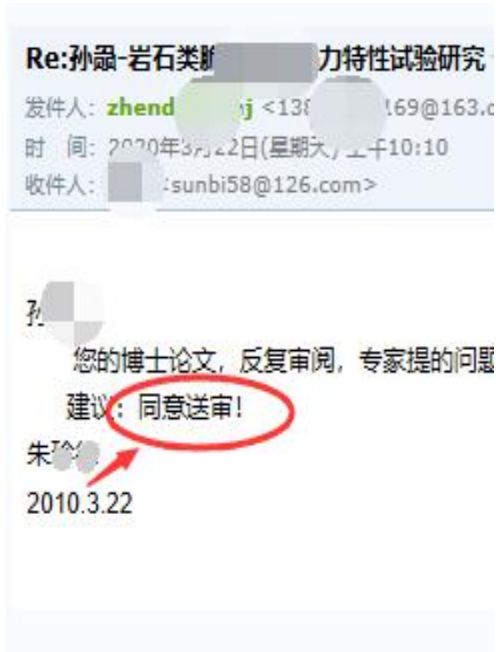 Re:孙骉-岩石类脆 力特性试验研究
发件人: zhend j <13 169@163.c
时 间: 2020年3月22日(星期天) 上午10:10
收件人: <sunbi58@126.com>
孙
您的博士论文，反复审阅，专家提的问题
建议：同意送审！
朱
2010.3.22